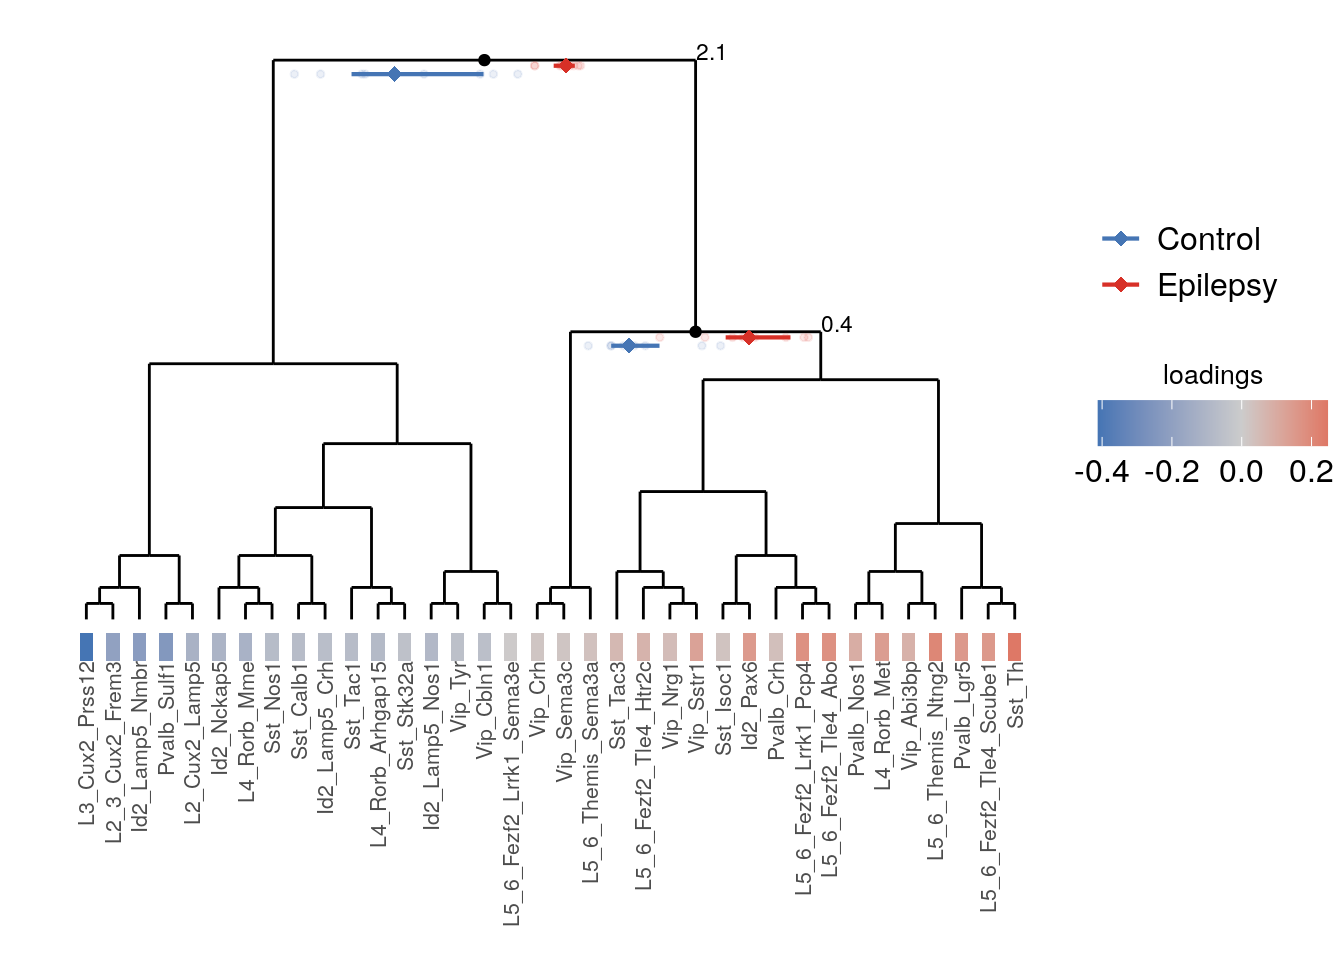 2.1
0.4
Control
Epilepsy
loadings
-0.4 -0.2 0.0 0.2
L3_Cux2_Prss12
L2_3_Cux2_Frem3
Id2_Lamp5_Nmbr
Pvalb_Sulf1
L2_Cux2_Lamp5
Id2_Nckap5
L4_Rorb_Mme
Sst_Nos1
Sst_Calb1
Id2_Lamp5_Crh
Sst_Tac1
L4_Rorb_Arhgap15
Sst_Stk32a
Id2_Lamp5_Nos1
Vip_Tyr
Vip_Cbln1
L5_6_Fezf2_Lrrk1_Sema3e
Vip_Crh
Vip_Sema3c
L5_6_Themis_Sema3a
Sst_Tac3
L5_6_Fezf2_Tle4_Htr2c
Vip_Nrg1
Vip_Sstr1
Sst_Isoc1
Id2_Pax6
Pvalb_Crh
L5_6_Fezf2_Lrrk1_Pcp4
L5_6_Fezf2_Tle4_Abo
Pvalb_Nos1
L4_Rorb_Met
Vip_Abi3bp
L5_6_Themis_Ntng2
Pvalb_Lgr5
L5_6_Fezf2_Tle4_Scube1
Sst_Th